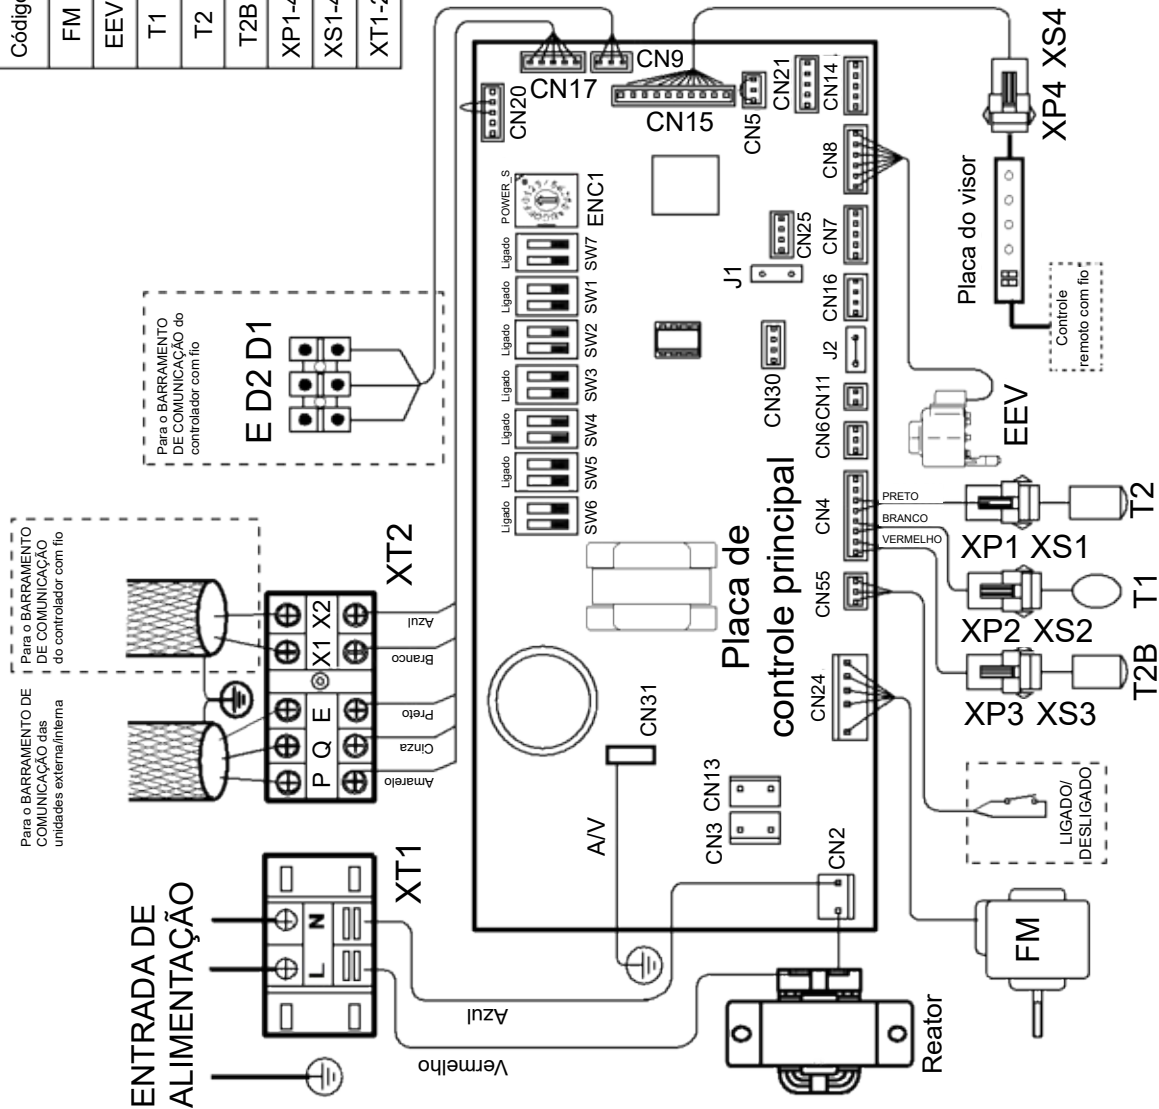 Código
FM
EEV
T1
T2
T2B
XP1-4
XS1-4
XT1-2
ENTRADA DE
ALIMENTAÇÃO
L N
XT1
Vermelho
Azul
Para o BARRAMENTO DE
COMUNICAÇÃO das
unidades externa/interna
Para o BARRAMENTO
DE COMUNICAÇÃO
do controlador com fio
P Q E X1 X2
XT2
Amarelo
Cinza
Preto
Branco
Azul
Para o BARRAMENTO
DE COMUNICAÇÃO do
controlador com fio
E D2 D1
CN20
CN17
CN9
CN15
CN5
CN21
CN14
POWER_S
ENC1
Ligado
SW6
Ligado
SW5
Ligado
SW4
Ligado
SW3
Ligado
SW2
Ligado
SW1
Ligado
SW7
CN25
J1
CN30
Placa de
controle principal
CN31
A/V
CN3
CN13
CN2
CN24
CN55
CN4
CN6
CN11
J2
CN16
CN7
CN8
Reator
FM
LIGADO/
DESLIGADO
PRETO
BRANCO
VERMELHO
XP3 XS3
T2B
XP2 XS2
T1
XP1 XS1
T2
EEV
Controle
remoto com fio
Placa do visor
XP4 XS4